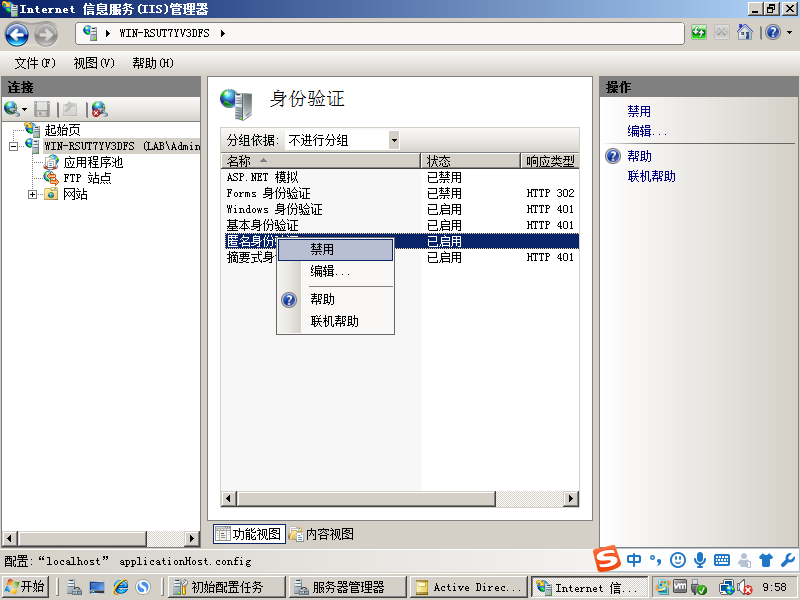 Internet 信息服务(IIS)管理器
WIN-RSUT7YV3DFS
文件(F) 视图(V) 帮助(H)
连接
起始页
WIN-RSUT7YV3DFS (LAB\Admin
应用程序池
FTP 站点
网站
身份验证
分组依据: 不进行分组
名称 状态 响应类型
ASP.NET 模拟 已禁用
Forms 身份验证 已禁用 HTTP 302
Windows 身份验证 已启用 HTTP 401
基本身份验证 已启用 HTTP 401
匿名身份验证 已启用
摘要式身 已启用 HTTP 401
禁用
编辑...
帮助
联机帮助
功能视图 内容视图
操作
禁用
编辑...
帮助
联机帮助
配置:“localhost” applicationHost.config
S 中
开始 初始配置任务 服务器管理器 Active Direc... Internet 信... 9:58